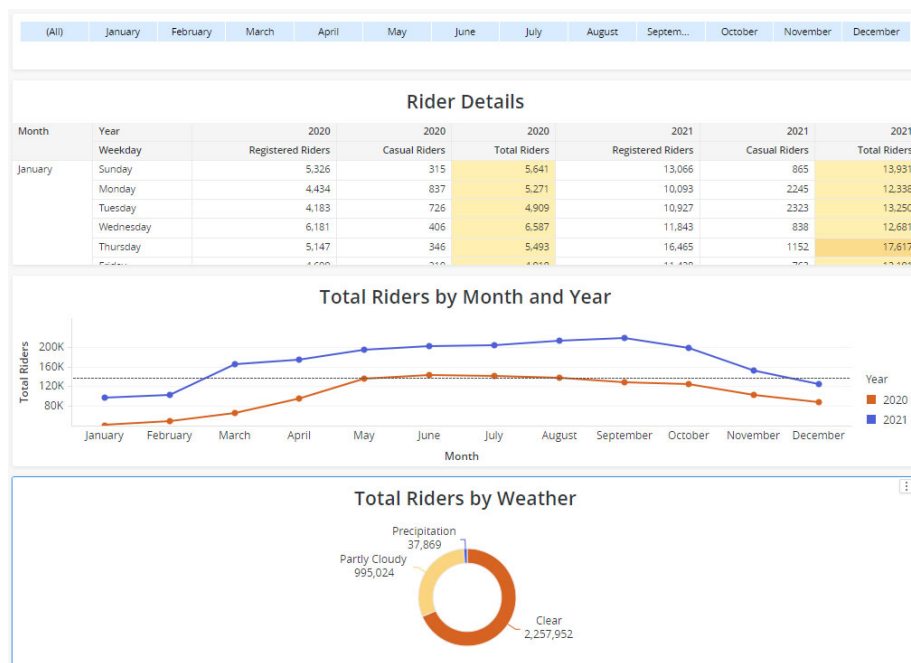 (All) January February March April May June July August Septem... October November December
Rider Details
Month Year 2020 2020 2020 2021 2021 2021
Weekday Registered Riders Casual Riders Total Riders Registered Riders Casual Riders Total Riders
January Sunday 5,326 315 5,641 13,066 865 13,931
Monday 4,434 837 5,271 10,093 2245 12,338
Tuesday 4,183 726 4,909 10,927 2323 13,250
Wednesday 6,181 406 6,587 11,843 838 12,681
Thursday 5,147 346 5,493 16,465 1152 17,617
Total Riders by Month and Year
Total Riders
200K
160K
120K
80K
January February March April May June July August September October November December
Month
Year
2020
2021
Total Riders by Weather
Precipitation
37,869
Partly Cloudy
995,024
Clear
2,257,952